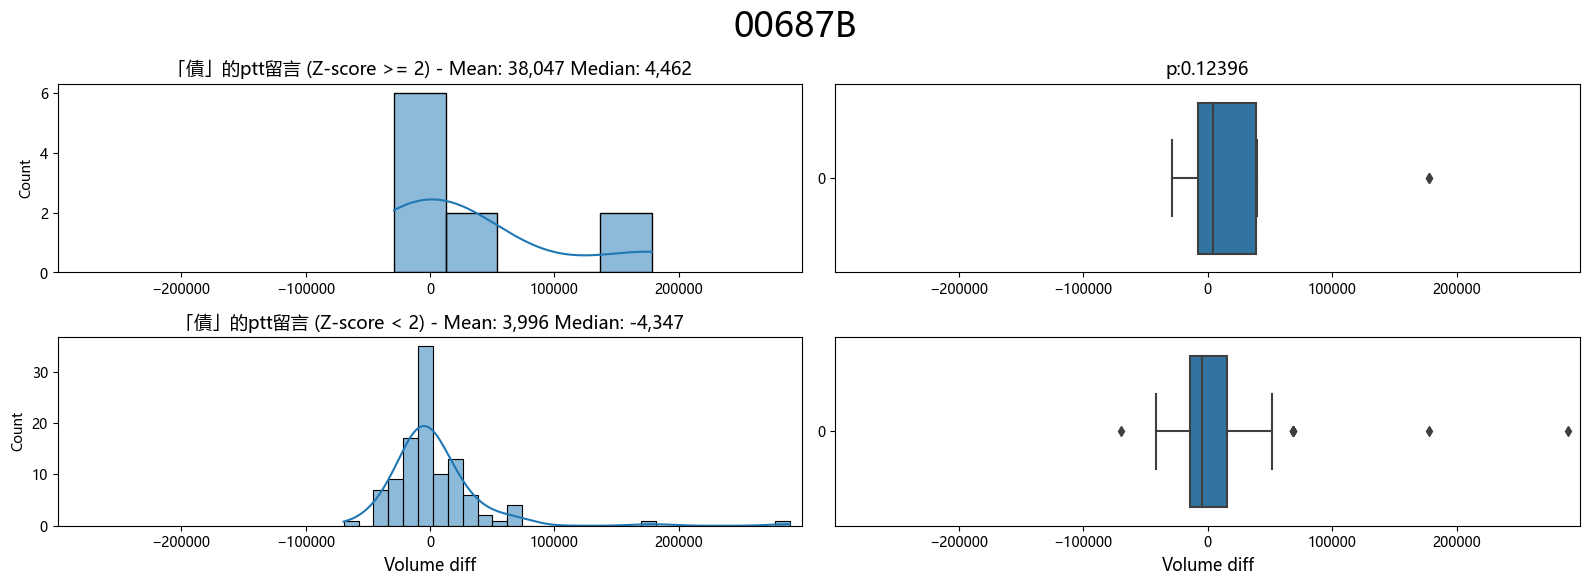 00687B
「債」的ptt留言 (Z-score >= 2) - Mean: 38,047 Median: 4,462
Count
6
4
2
0
−200000 −100000 0 100000 200000
p:0.12396
0
−200000 −100000 0 100000 200000
「債」的ptt留言 (Z-score < 2) - Mean: 3,996 Median: -4,347
Count
30
20
10
0
−200000 −100000 0 100000 200000
Volume diff
0
−200000 −100000 0 100000 200000
Volume diff